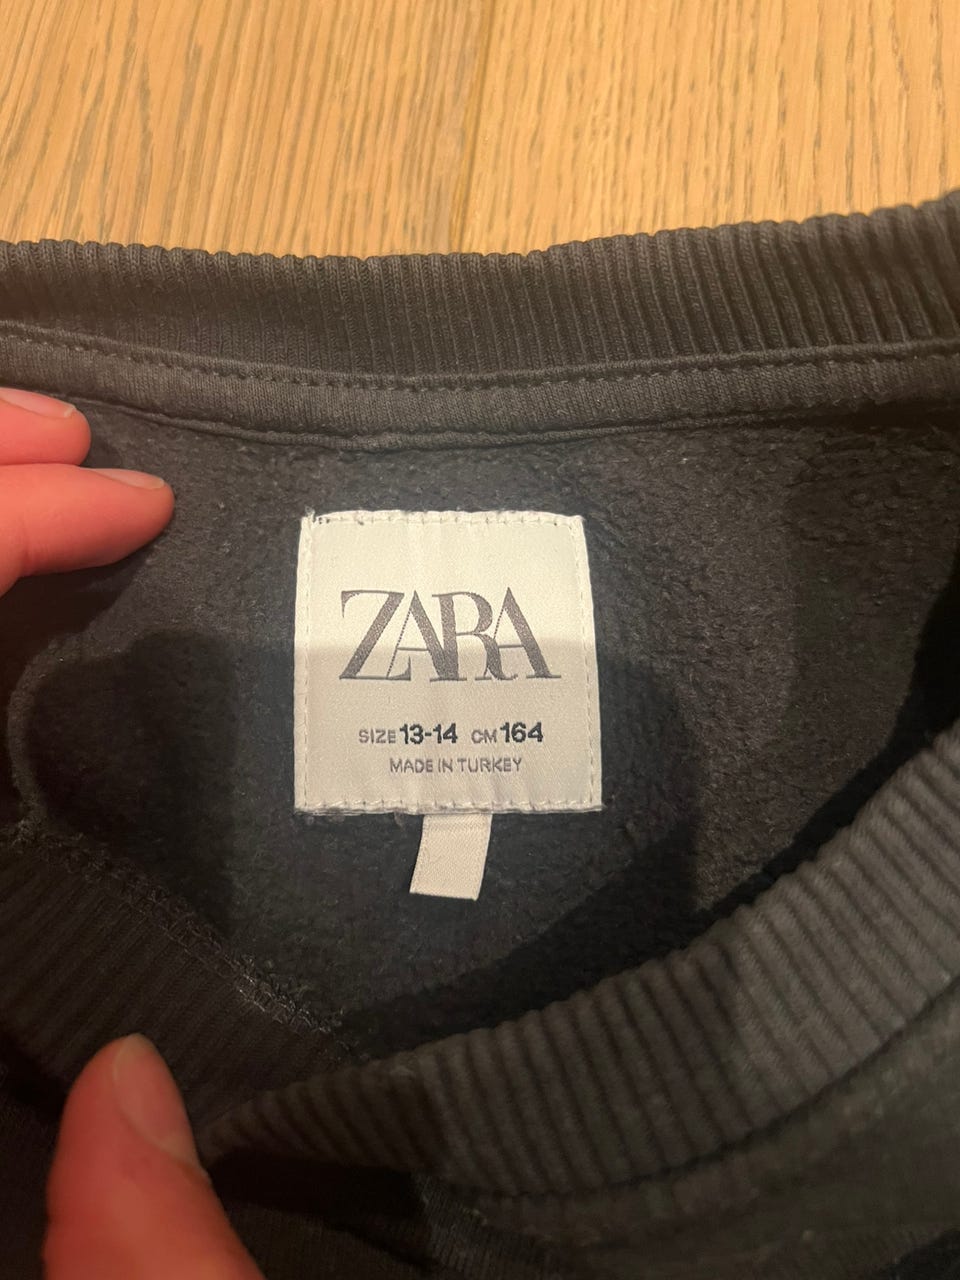 ZARA
SIZE 13-14 CM 164
MADE IN TURKEY